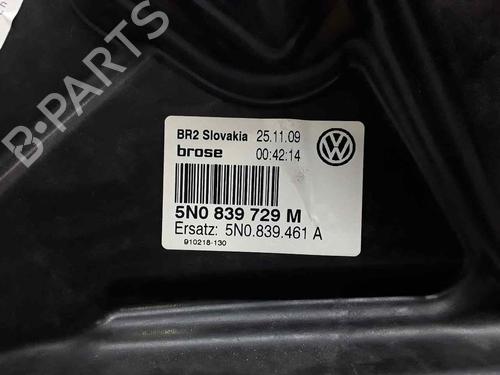 BR2 Slovakia 25.11.09
brose 00:42:14
5N0 839 729 M
Ersatz: 5N0.839.461 A
910218-130
B-PARTS